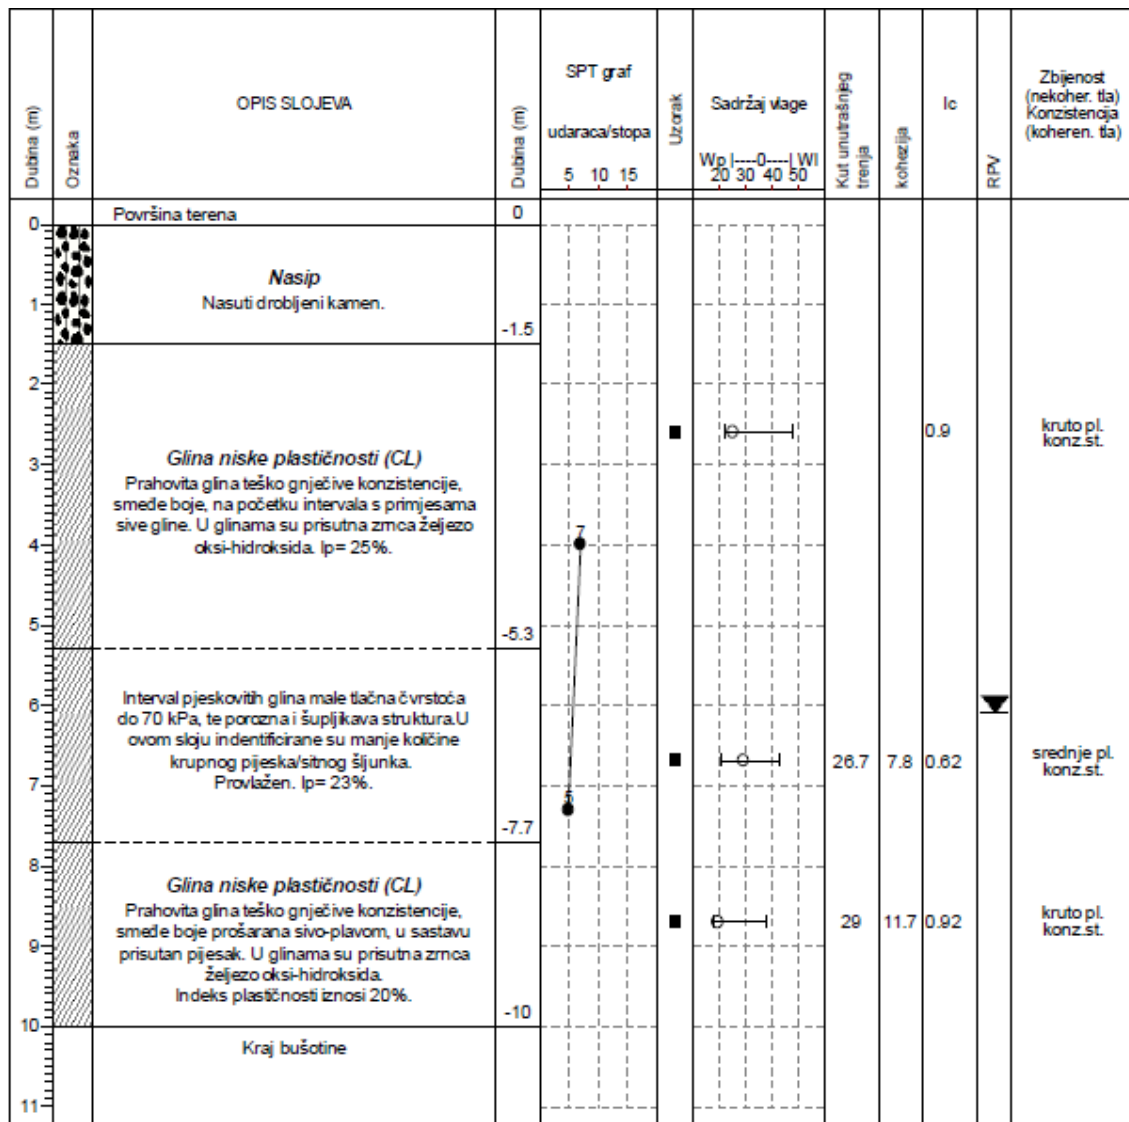 Dubina (m)
Oznaka
OPIS SLOJEVA
Dubina (m)
SPT graf
udaraca/stopa
5 10 15
Uzorak
Sadržaj vlage
Wp |----0----| Wl
20 30 40 50
Kut unutrašnjeg
trenja
kohezija
Ic
RPV
Zbijenost
(nekoher. tla)
Konzistencija
(koheren. tla)
Površina terena
0
0
Nasip
Nasuti drobljeni kamen.
1
-1.5
2
Glina niske plastičnosti (CL)
Prahovita glina teško gnječive konzistencije,
smeđe boje, na početku intervala s primjesama
sive gline. U glinama su prisutna zrnca željezo
oksi-hidroksida. Ip= 25%.
0.9
kruto pl.
konz.st.
3
4
7
5
-5.3
Interval pjeskovitih glina male tlačna čvrstoća
do 70 kPa, te porozna i šupljikava struktura.U
ovom sloju indentificirane su manje količine
krupnog pijeska/sitnog šljunka.
Provlažen. Ip= 23%.
6
26.7
7.8
0.62
srednje pl.
konz.st.
7
5
-7.7
8
Glina niske plastičnosti (CL)
Prahovita glina teško gnječive konzistencije,
smeđe boje prošarana sivo-plavom, u sastavu
prisutan pijesak. U glinama su prisutna zrnca
željezo oksi-hidroksida.
Indeks plastičnosti iznosi 20%.
29
11.7
0.92
kruto pl.
konz.st.
9
-10
10
Kraj bušotine
11